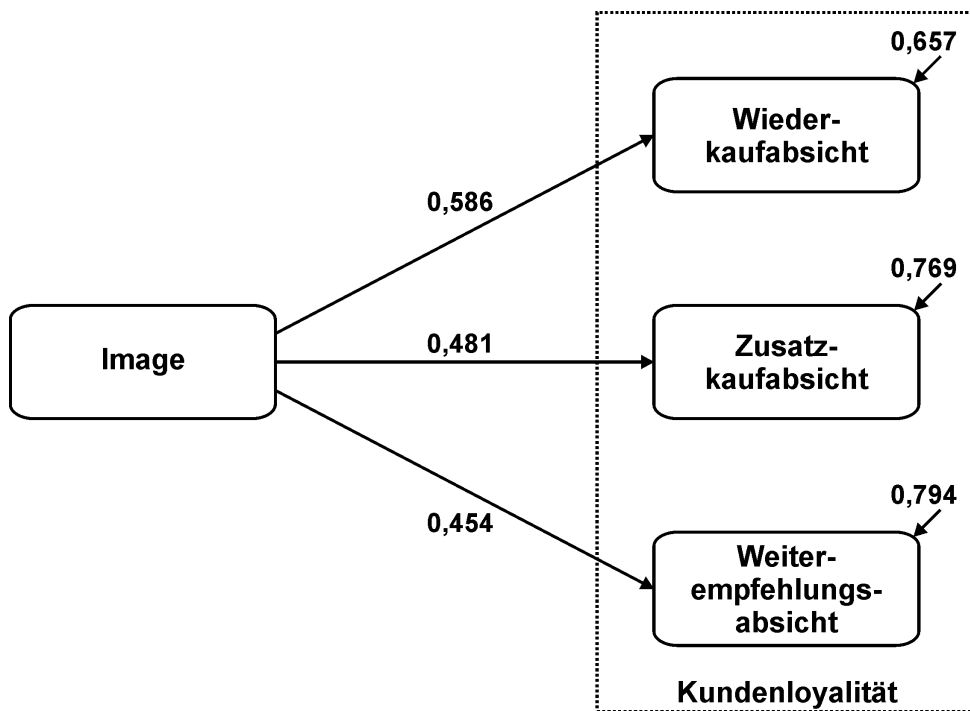 0,657
Wieder-
kaufabsicht
0,586
0,769
Image
0,481
Zusatz-
kaufabsicht
0,794
0,454
Weiter-
empfehlungs-
absicht
Kundenloyalität